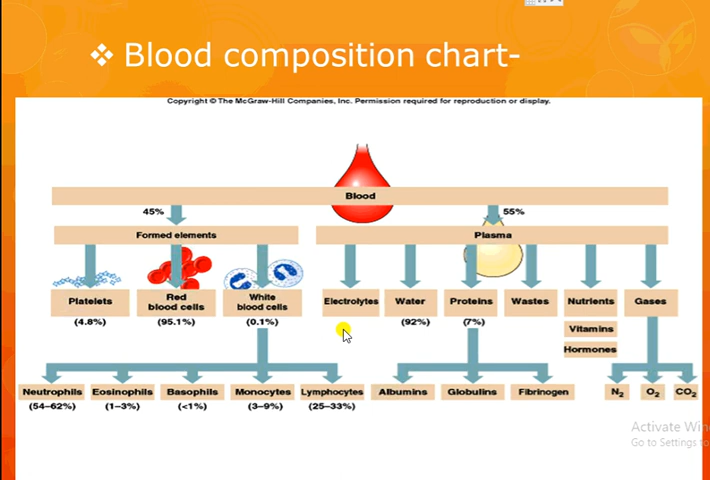 ❖ Blood composition chart-
Copyright © The McGraw-Hill Companies, Inc. Permission required for reproduction or display.
Blood
45%
55%
Formed elements
Plasma
Platelets
(4.8%)
Red
blood cells
(95.1%)
White
blood cells
(0.1%)
Electrolytes
Water
(92%)
Proteins
(7%)
Wastes
Nutrients
Vitamins
Hormones
Gases
Neutrophils
(54–62%)
Eosinophils
(1–3%)
Basophils
(<1%)
Monocytes
(3–9%)
Lymphocytes
(25–33%)
Albumins
Globulins
Fibrinogen
N₂
O₂
CO₂
Activate Win
Go to Settings to